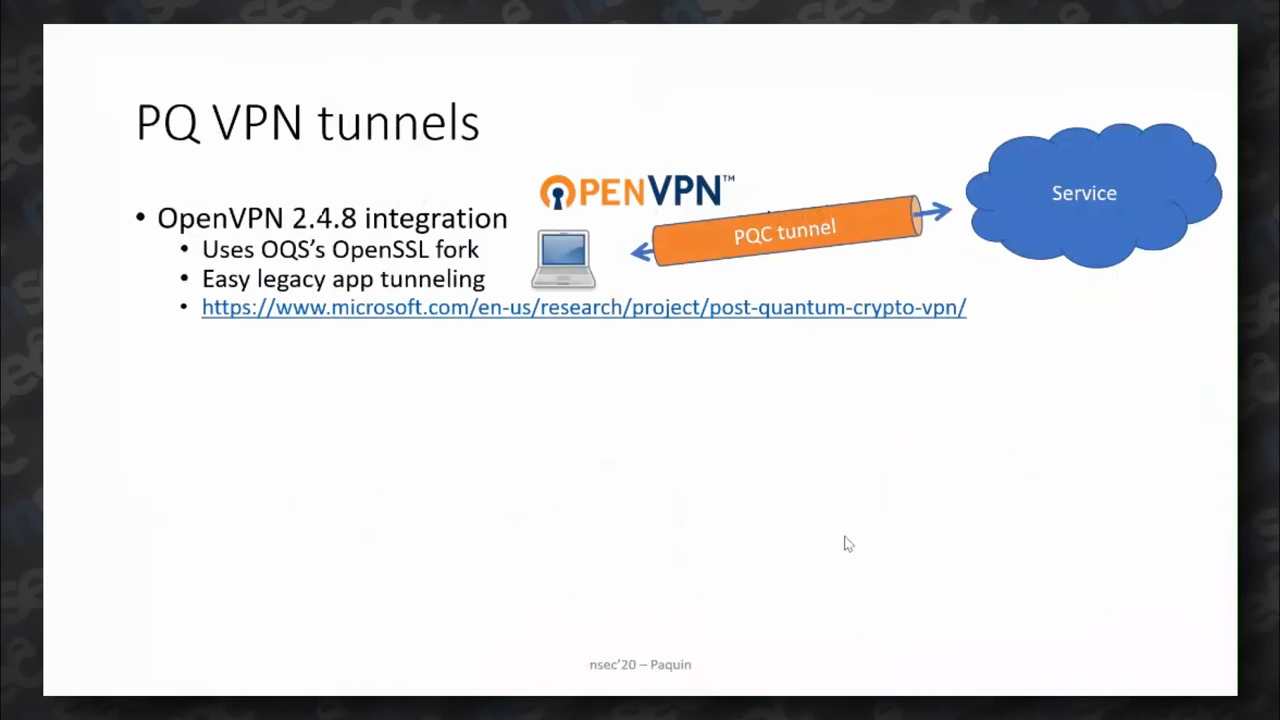 PQ VPN tunnels
OPENVPN™
Service
PQC tunnel
• OpenVPN 2.4.8 integration
• Uses OQS’s OpenSSL fork
• Easy legacy app tunneling
• https://www.microsoft.com/en-us/research/project/post-quantum-crypto-vpn/
nsec’20 – Paquin